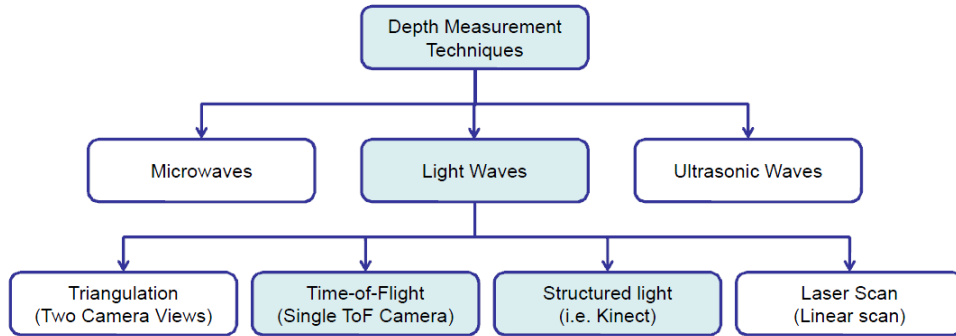 Depth Measurement
Techniques
Microwaves
Light Waves
Ultrasonic Waves
Triangulation
(Two Camera Views)
Time-of-Flight
(Single ToF Camera)
Structured light
(i.e. Kinect)
Laser Scan
(Linear scan)